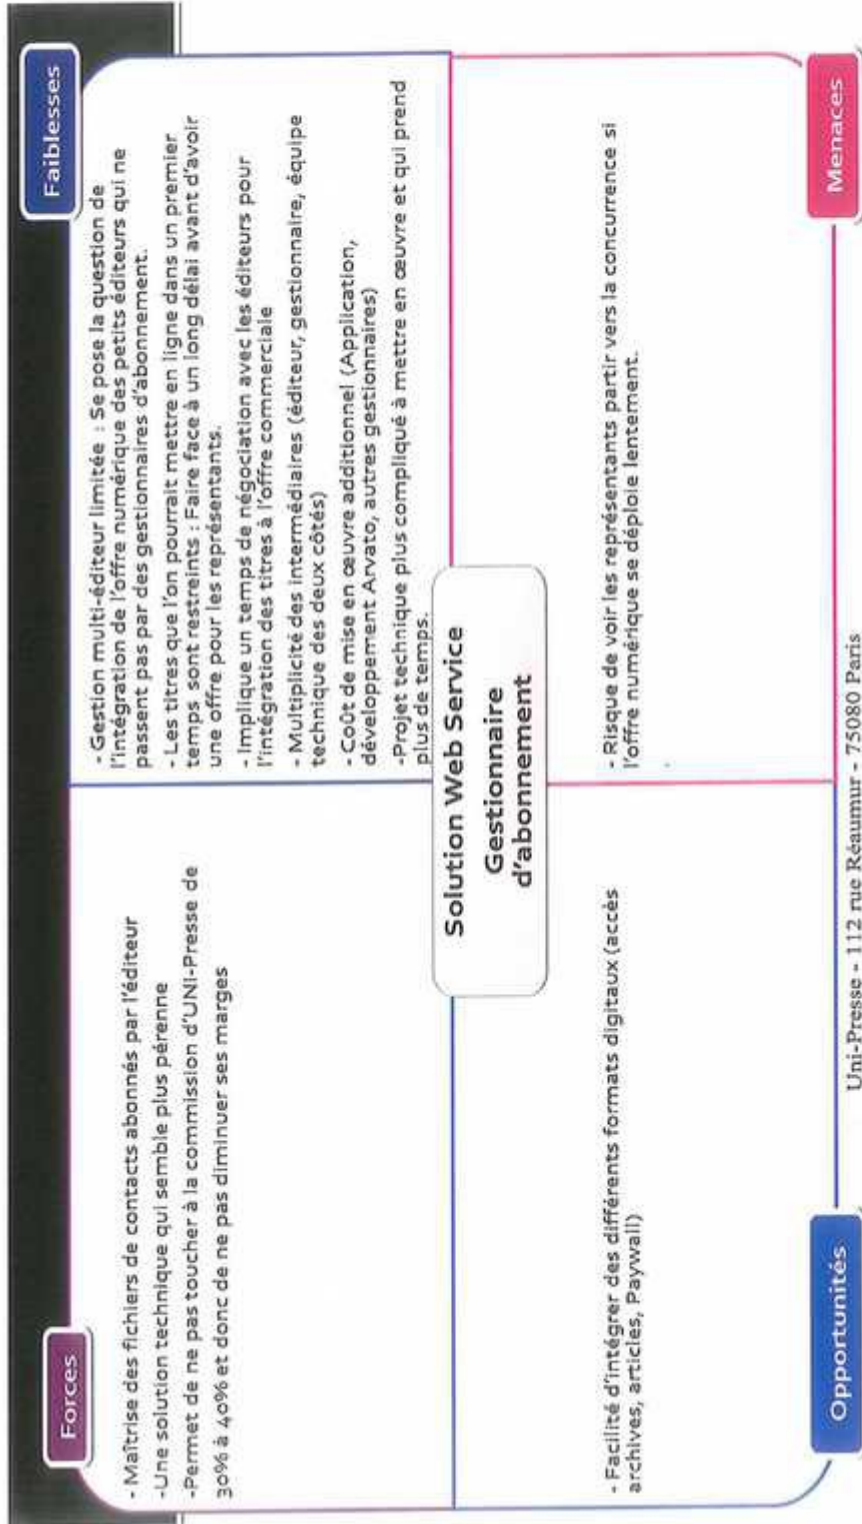 Forces
- Maîtrise des fichiers de contacts abonnés par l'éditeur
-Une solution technique qui semble plus pérenne
-Permet de ne pas toucher à la commission d'UNI-Presse de
30% à 40% et donc de ne pas diminuer ses marges
Faiblesses
- Gestion multi-éditeur limitée : Se pose la question de
l'intégration de l'offre numérique des petits éditeurs qui ne
passent pas par des gestionnaires d'abonnement.
- Les titres que l'on pourrait mettre en ligne dans un premier
temps sont restreints : Faire face à un long délai avant d'avoir
une offre pour les représentants.
- Implique un temps de négociation avec les éditeurs pour
l'intégration des titres à l'offre commerciale
- Multiplicité des intermédiaires (éditeur, gestionnaire, équipe
technique des deux côtés)
- Coût de mise en œuvre additionnel (Application,
développement Arvato, autres gestionnaires)
-Projet technique plus compliqué à mettre en œuvre et qui prend
plus de temps.
Solution Web Service
Gestionnaire
d'abonnement
- Facilité d'intégrer des différents formats digitaux (accès
archives, articles, Paywall)
Opportunités
- Risque de voir les représentants partir vers la concurrence si
l'offre numérique se déploie lentement.
Menaces
Uni-Presse - 112 rue Réaumur - 75080 Paris